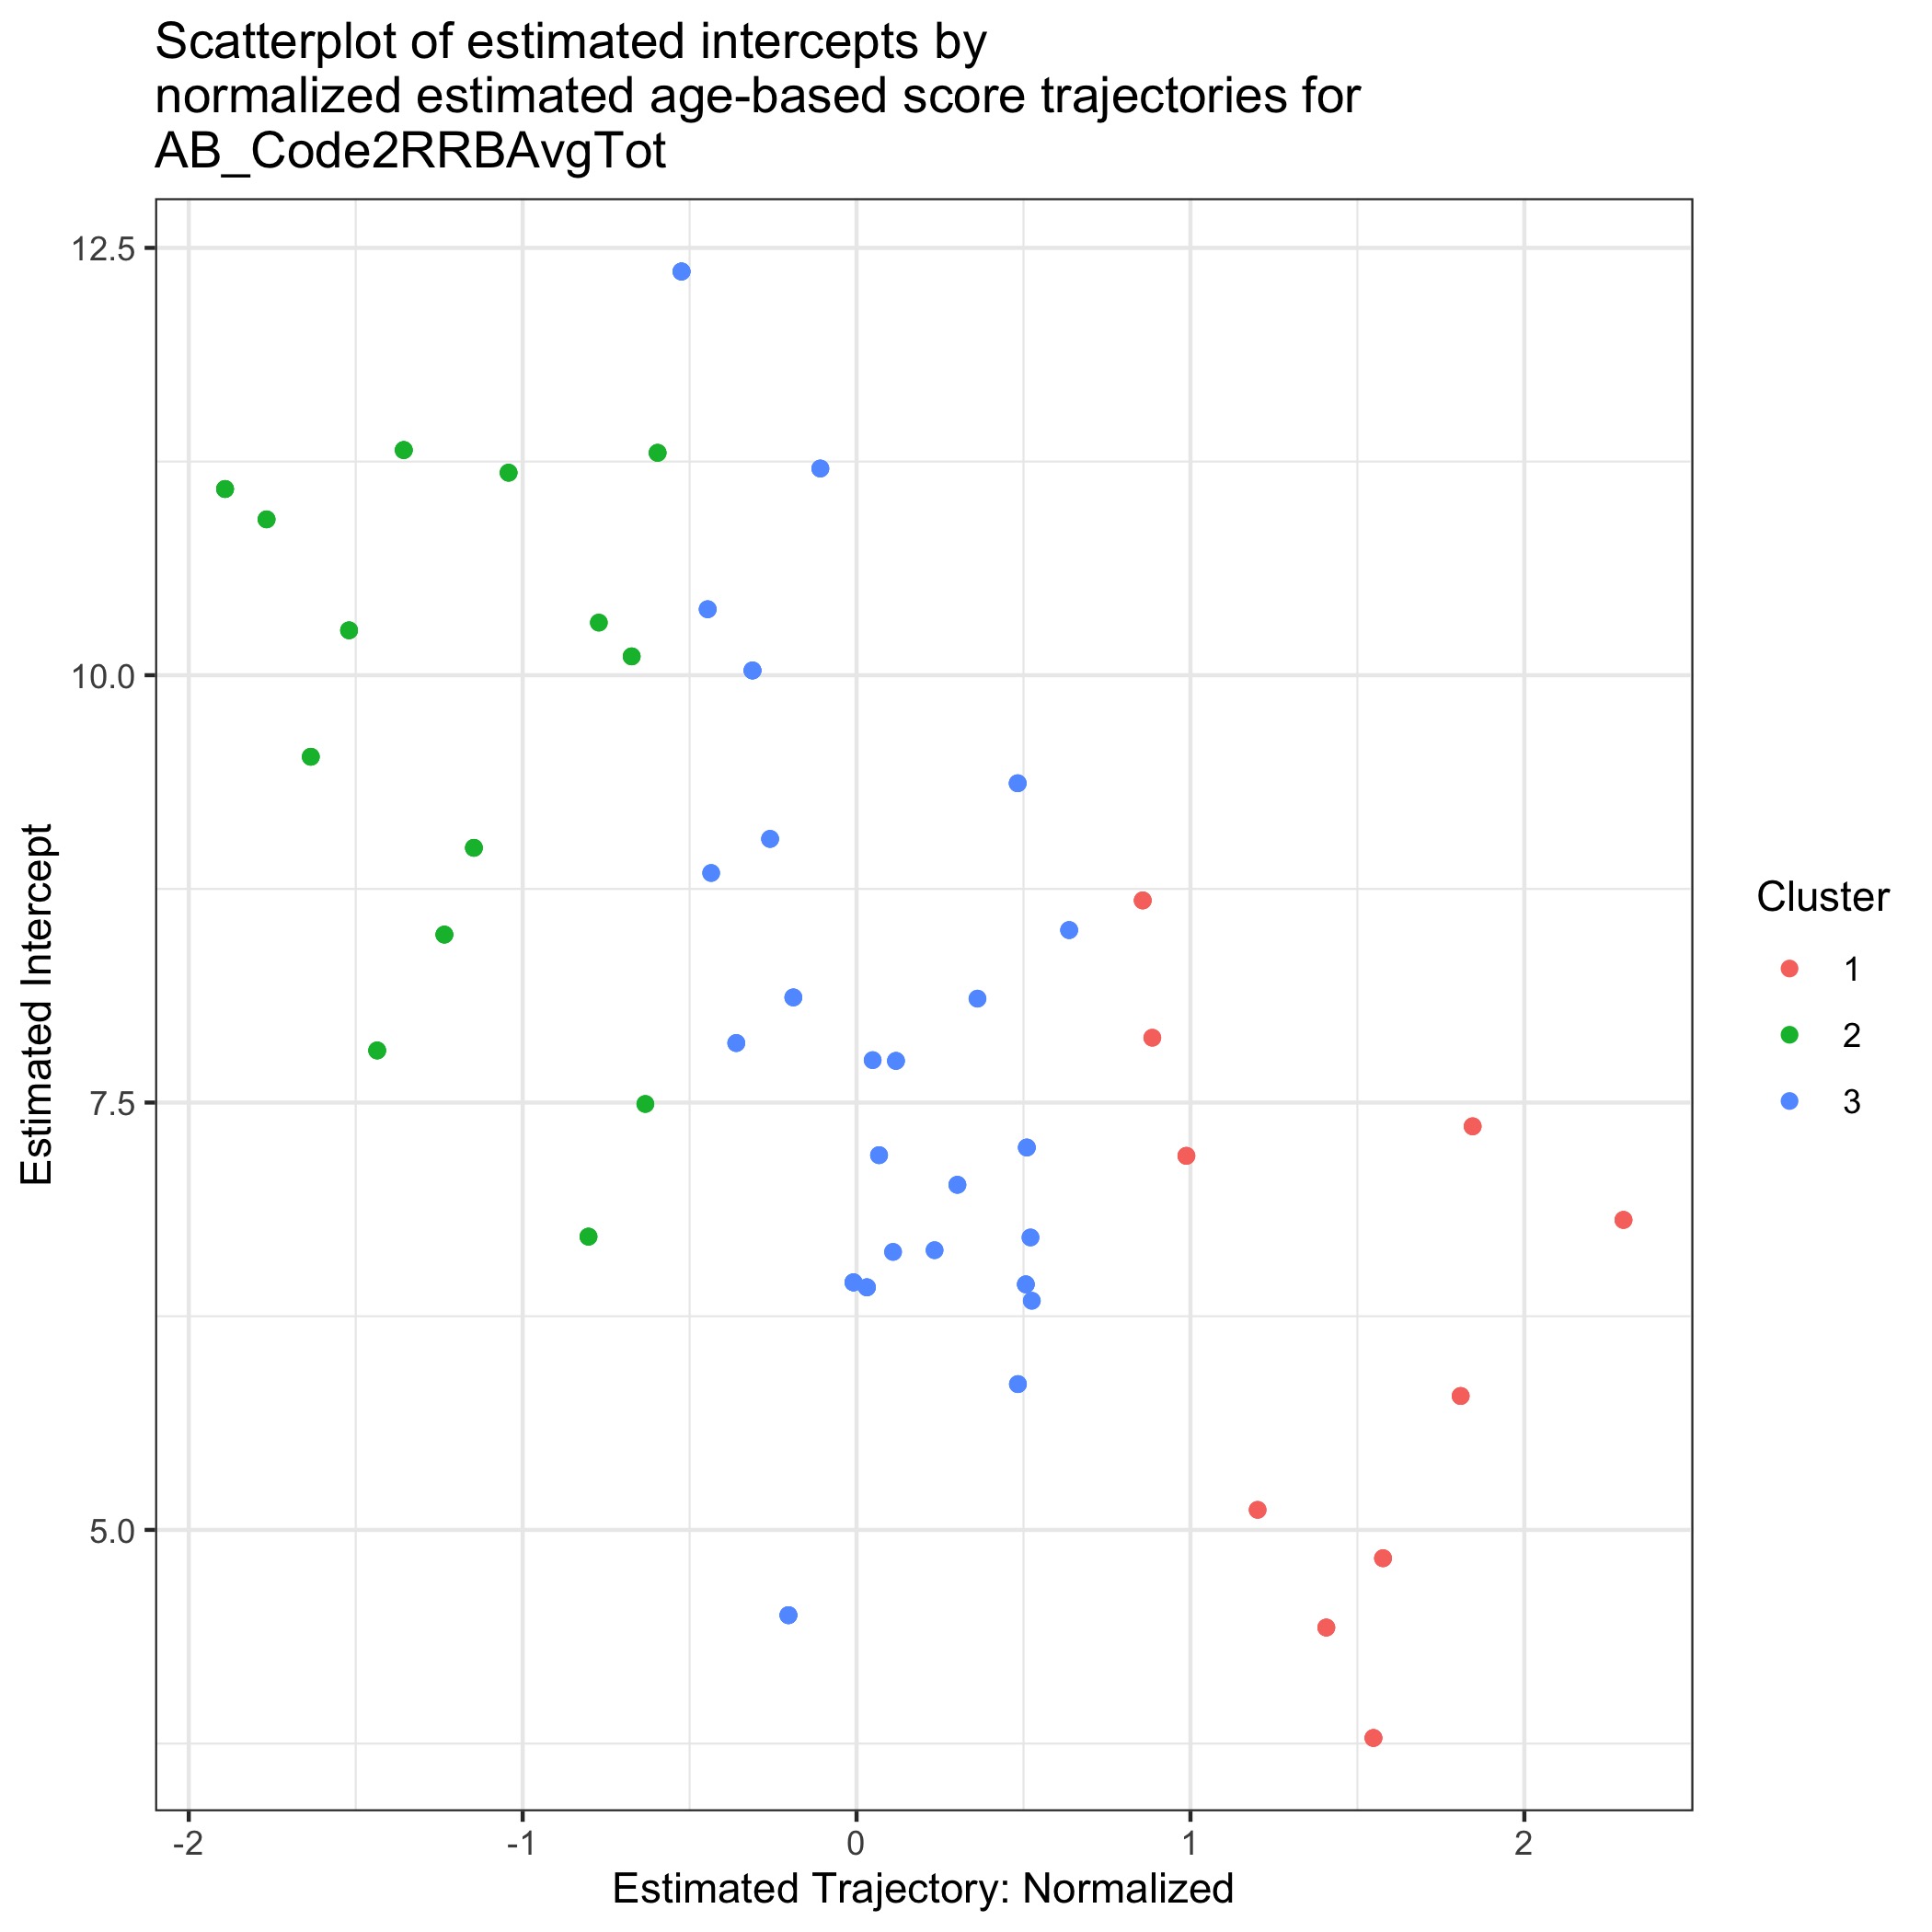 Scatterplot of estimated intercepts by
normalized estimated age-based score trajectories for
AB_Code2RRBAvgTot
12.5
10.0
7.5
5.0
Estimated Intercept
-2
-1
0
1
2
Estimated Trajectory: Normalized
Cluster
1
2
3